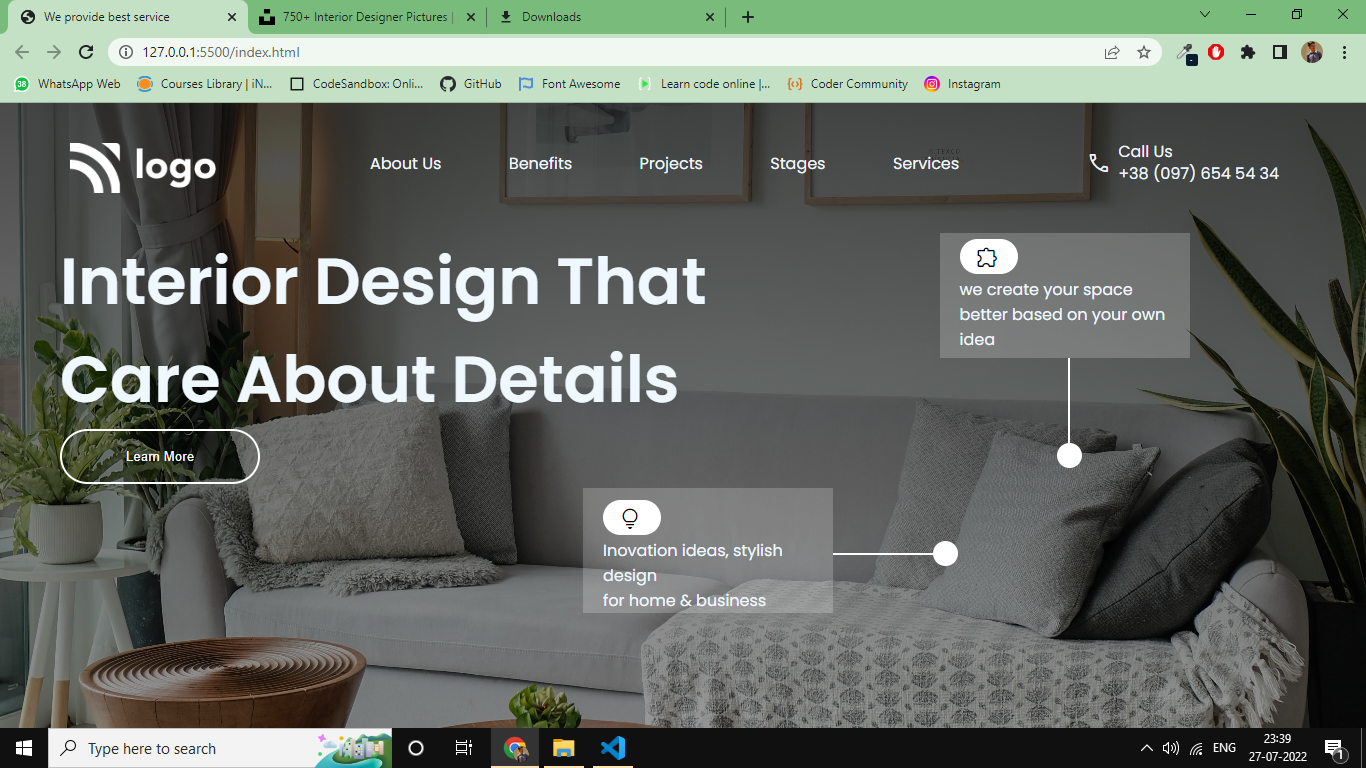 We provide best service
750+ Interior Designer Pictures |
Downloads
127.0.0.1:5500/index.html
38
WhatsApp Web
Courses Library | iN...
CodeSandbox: Onli...
GitHub
Font Awesome
Learn code online |...
Coder Community
Instagram
logo
About Us
Benefits
Projects
Stages
Services
Call Us
+38 (097) 654 54 34
Interior Design That
Care About Details
Learn More
we create your space
better based on your own
idea
Inovation ideas, stylish
design
for home & business
Type here to search
ENG
23:39
27-07-2022
1